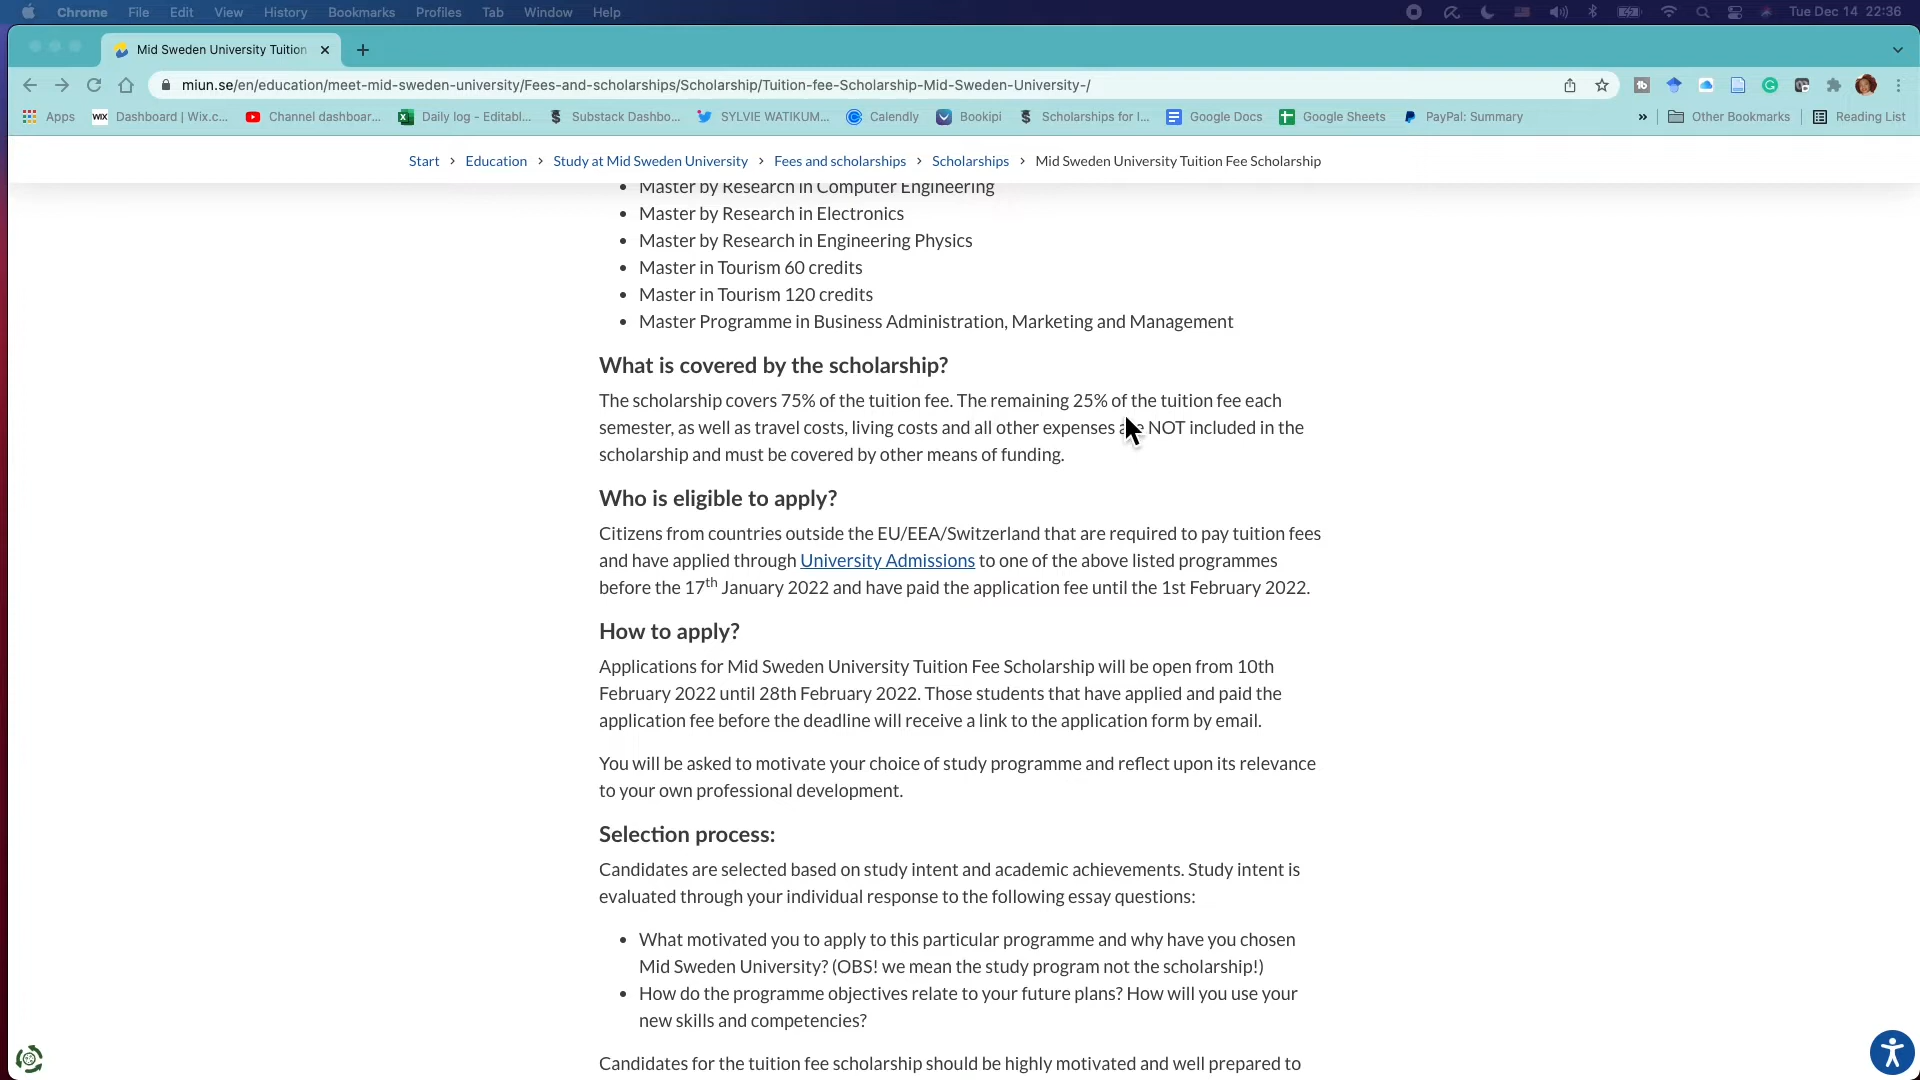 Chrome File Edit View History Bookmarks Profiles Tab Window Help Tue Dec 14 22:36
Mid Sweden University Tuition
miun.se/en/education/meet-mid-sweden-university/Fees-and-scholarships/Scholarship/Tuition-fee-Scholarship-Mid-Sweden-University-/
Apps WIX Dashboard | Wix.c... Channel dashboar... Daily log - Editabl... Substack Dashbo... SYLVIE WATIKUM... Calendly Bookipi Scholarships for I... Google Docs Google Sheets PayPal: Summary » Other Bookmarks Reading List
Start > Education > Study at Mid Sweden University > Fees and scholarships > Scholarships > Mid Sweden University Tuition Fee Scholarship
• Master by Research in Computer Engineering
• Master by Research in Electronics
• Master by Research in Engineering Physics
• Master in Tourism 60 credits
• Master in Tourism 120 credits
• Master Programme in Business Administration, Marketing and Management
What is covered by the scholarship?
The scholarship covers 75% of the tuition fee. The remaining 25% of the tuition fee each
semester, as well as travel costs, living costs and all other expenses are NOT included in the
scholarship and must be covered by other means of funding.
Who is eligible to apply?
Citizens from countries outside the EU/EEA/Switzerland that are required to pay tuition fees
and have applied through University Admissions to one of the above listed programmes
before the 17th January 2022 and have paid the application fee until the 1st February 2022.
How to apply?
Applications for Mid Sweden University Tuition Fee Scholarship will be open from 10th
February 2022 until 28th February 2022. Those students that have applied and paid the
application fee before the deadline will receive a link to the application form by email.
You will be asked to motivate your choice of study programme and reflect upon its relevance
to your own professional development.
Selection process:
Candidates are selected based on study intent and academic achievements. Study intent is
evaluated through your individual response to the following essay questions:
• What motivated you to apply to this particular programme and why have you chosen
Mid Sweden University? (OBS! we mean the study program not the scholarship!)
• How do the programme objectives relate to your future plans? How will you use your
new skills and competencies?
Candidates for the tuition fee scholarship should be highly motivated and well prepared to